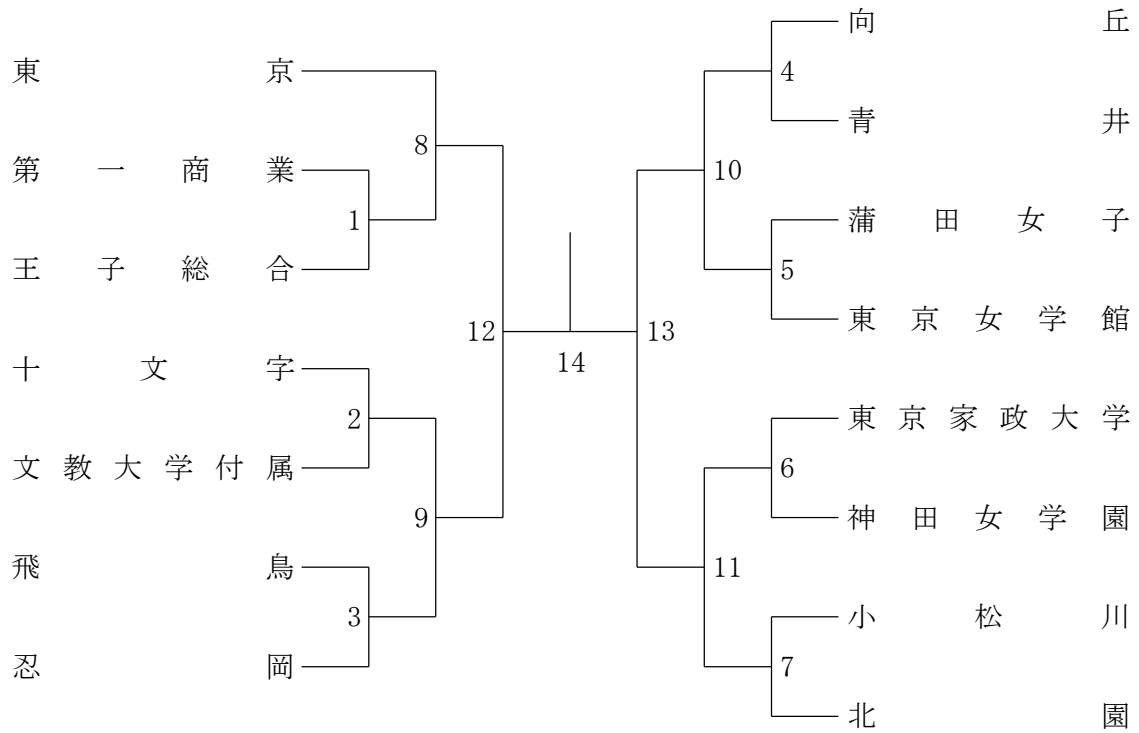 東京
第一商業
王子総合
十文字
文教大学付属
飛鳥
忍岡
1
2
3
8
9
12
14
13
10
11
4
5
6
7
向丘
青井
蒲田女子
東京女学館
東京家政大学
神田女学園
小松川
北園